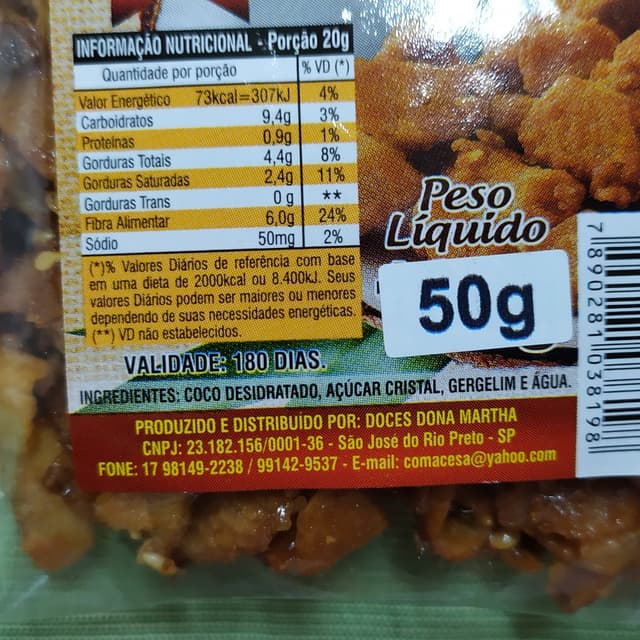 INFORMAÇÃO NUTRICIONAL - Porção 20g
Quantidade por porção % VD (*)
Valor Energético 73kcal=307kJ 4%
Carboidratos 9,4g 3%
Proteínas 0,9g 1%
Gorduras Totais 4,4g 8%
Gorduras Saturadas 2,4g 11%
Gorduras Trans 0 g **
Fibra Alimentar 6,0g 24%
Sódio 50mg 2%
(*)% Valores Diários de referência com base
em uma dieta de 2000kcal ou 8.400kJ. Seus
valores Diários podem ser maiores ou menores
dependendo de suas necessidades energéticas.
(**) VD não estabelecidos.
Peso
Líquido
50g
VALIDADE: 180 DIAS.
INGREDIENTES: COCO DESIDRATADO, AÇÚCAR CRISTAL, GERGELIM E ÁGUA.
PRODUZIDO E DISTRIBUÍDO POR: DOCES DONA MARTHA
CNPJ: 23.182.156/0001-36 - São José do Rio Preto - SP
FONE: 17 98149-2238 / 99142-9537 - E-mail: comacesa@yahoo.com
7890281038198